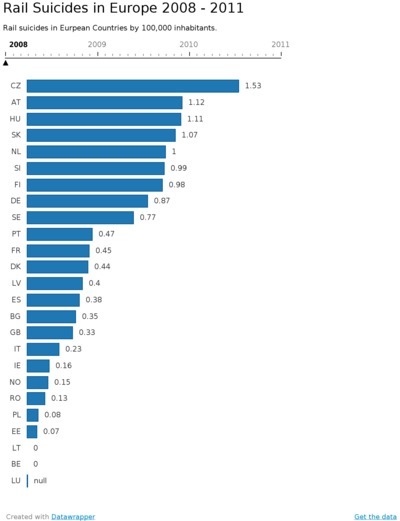 Rail Suicides in Europe 2008 - 2011
Rail suicides in Eurpean Countries by 100,000 inhabitants.
2008 2009 2010 2011
CZ 1.53
AT 1.12
HU 1.11
SK 1.07
NL 1
SI 0.99
FI 0.98
DE 0.87
SE 0.77
PT 0.47
FR 0.45
DK 0.44
LV 0.4
ES 0.38
BG 0.35
GB 0.33
IT 0.23
IE 0.16
NO 0.15
RO 0.13
PL 0.08
EE 0.07
LT 0
BE 0
LU null
Created with Datawrapper Get the data